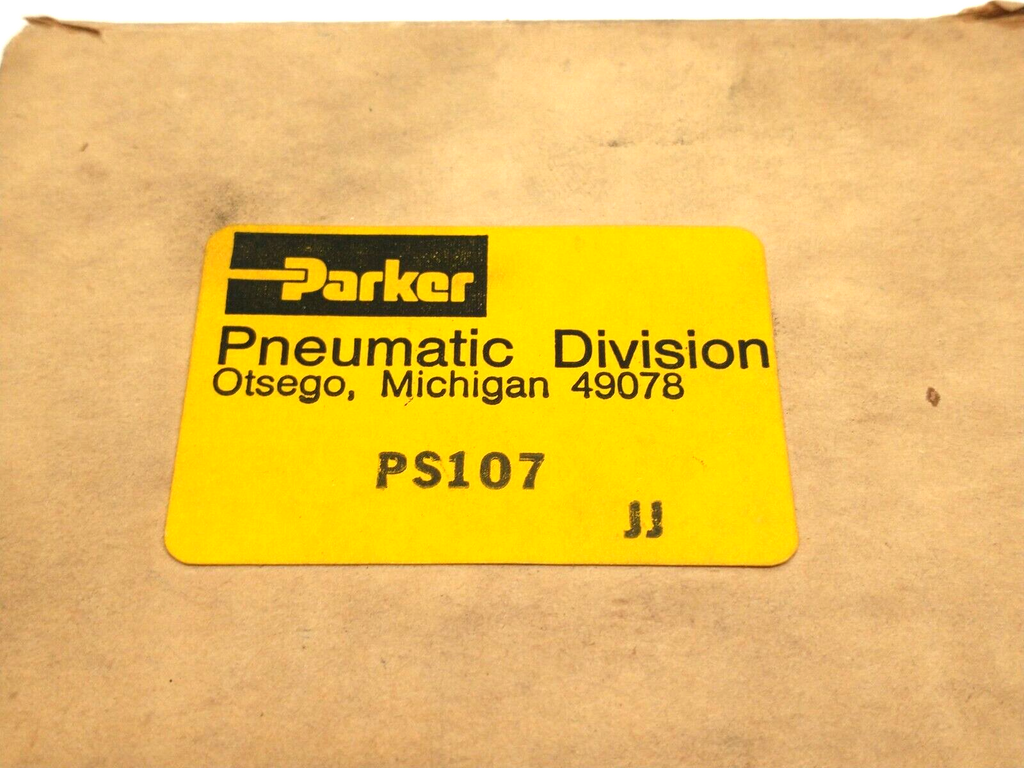 Parker
Pneumatic Division
Otsego, Michigan 49078
PS107
JJ